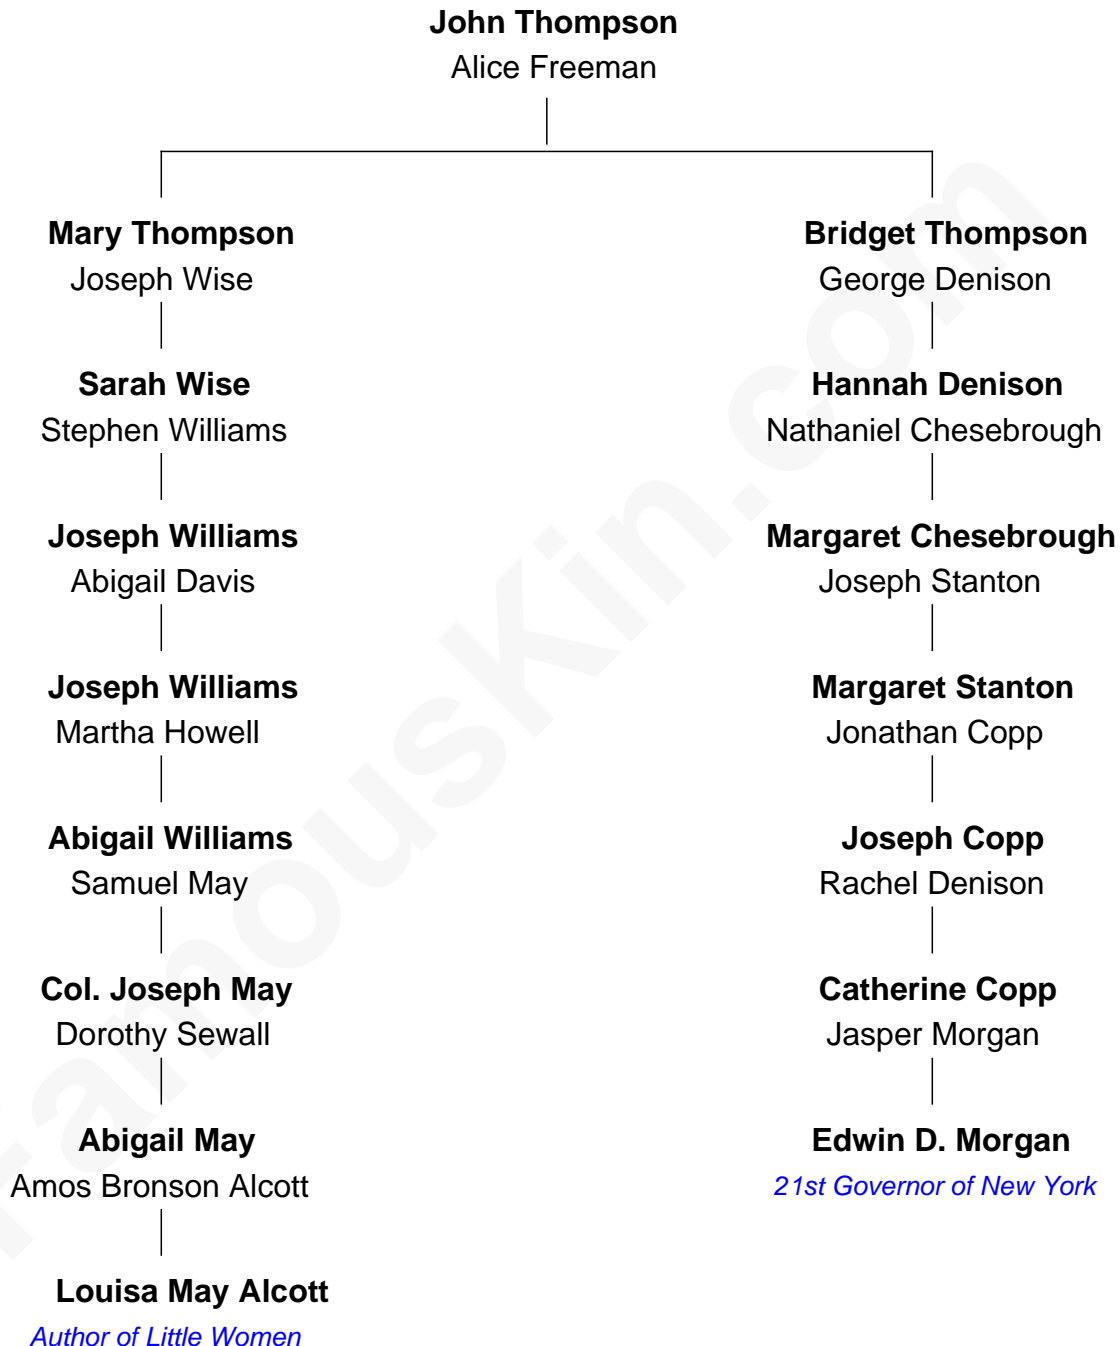 John Thompson
Alice Freeman
Mary Thompson
Joseph Wise
Bridget Thompson
George Denison
Sarah Wise
Stephen Williams
Hannah Denison
Nathaniel Chesebrough
Joseph Williams
Abigail Davis
Margaret Chesebrough
Joseph Stanton
Joseph Williams
Martha Howell
Margaret Stanton
Jonathan Copp
Abigail Williams
Samuel May
Joseph Copp
Rachel Denison
Col. Joseph May
Dorothy Sewall
Catherine Copp
Jasper Morgan
Abigail May
Amos Bronson Alcott
Edwin D. Morgan
21st Governor of New York
Louisa May Alcott
Author of Little Women
FamousKin.com